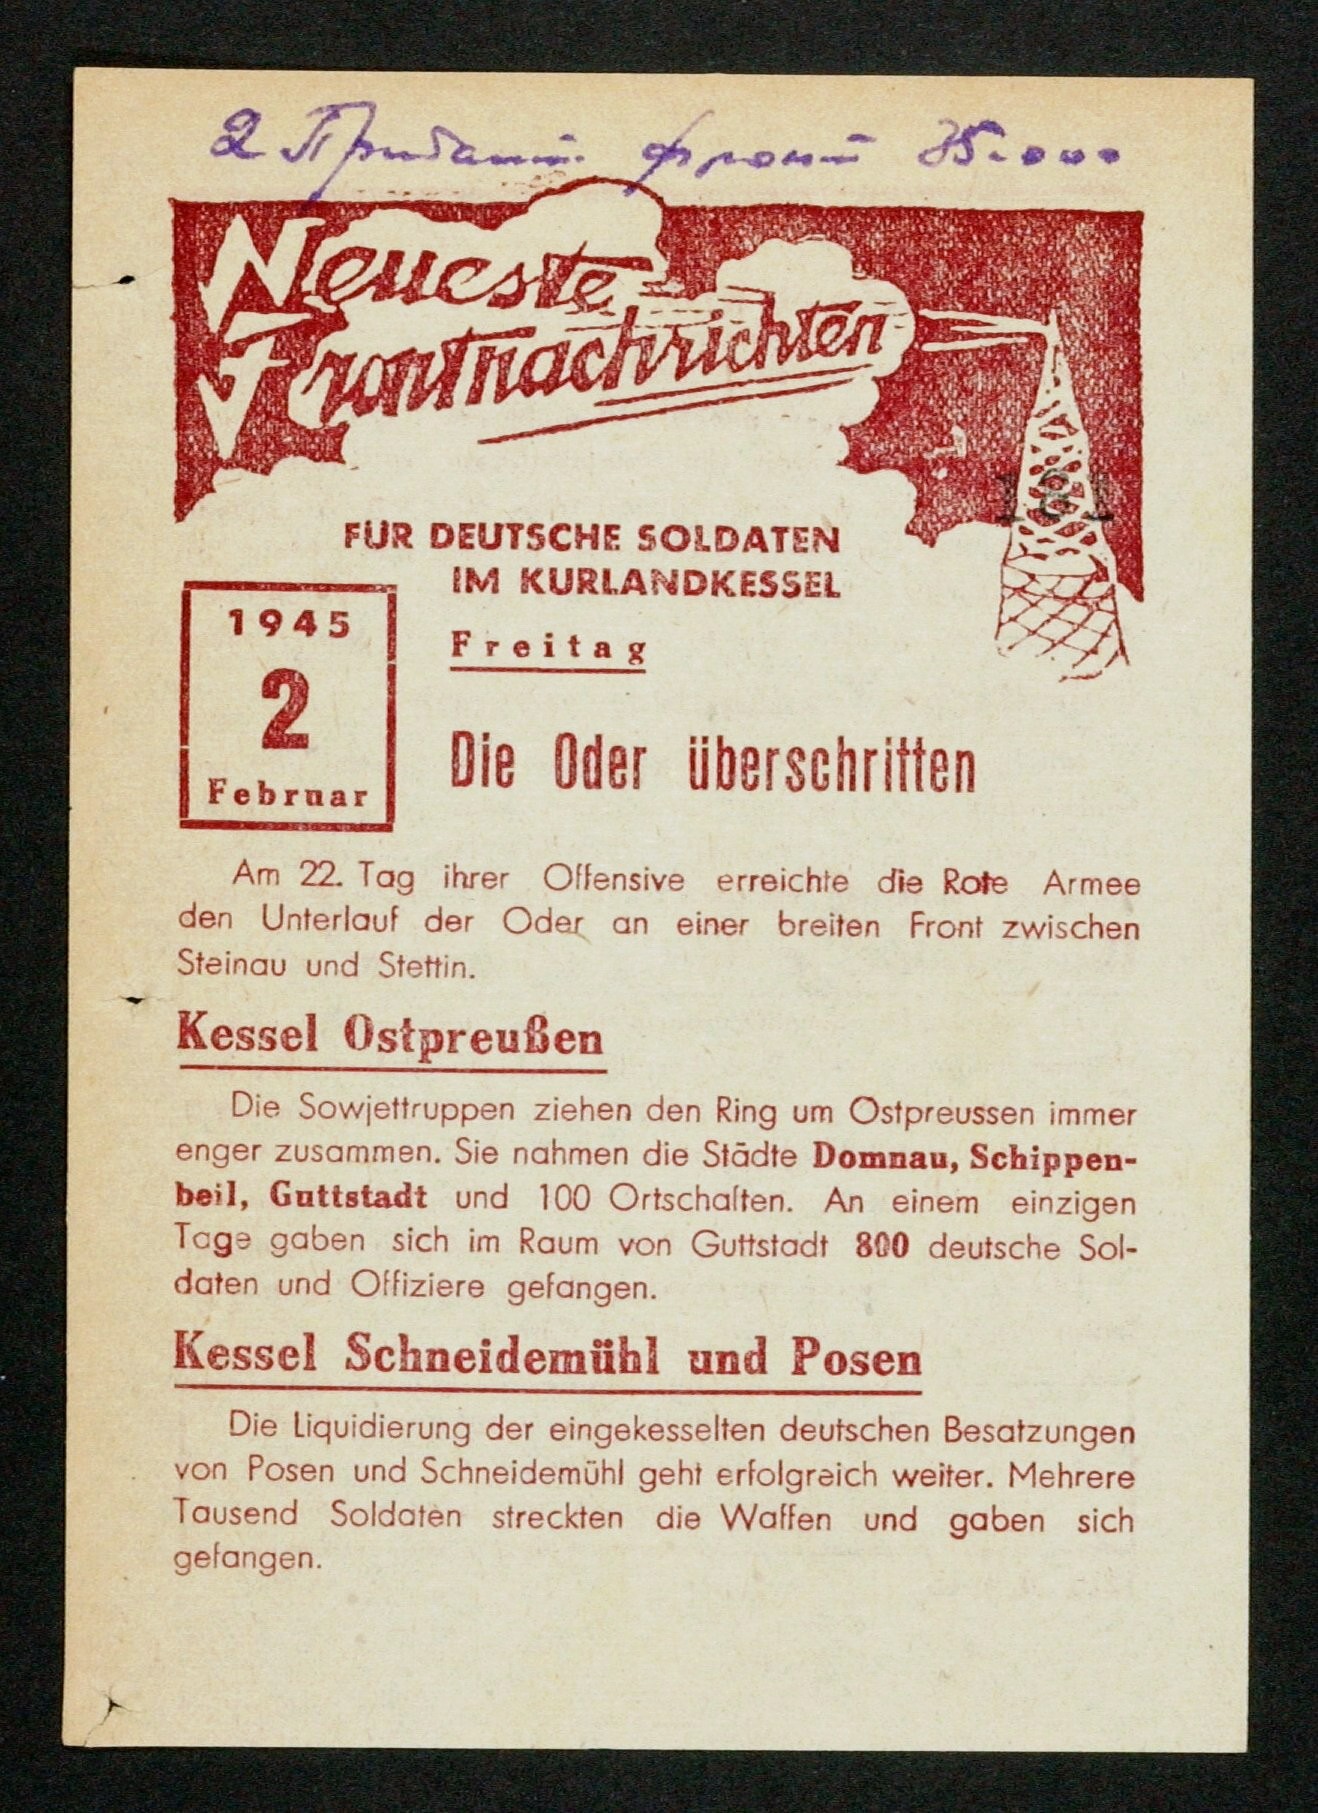 2 Прибалт. фронт 35.000
Neueste
Frontnachrichten
181
FÜR DEUTSCHE SOLDATEN
IM KURLANDKESSEL
1945
2
Februar
Freitag
Die Oder überschritten
Am 22. Tag ihrer Offensive erreichte die Rote Armee
den Unterlauf der Oder an einer breiten Front zwischen
Steinau und Stettin.
Kessel Ostpreußen
Die Sowjettruppen ziehen den Ring um Ostpreussen immer
enger zusammen. Sie nahmen die Städte Domnau, Schippen-
beil, Guttstadt und 100 Ortschaften. An einem einzigen
Tage gaben sich im Raum von Guttstadt 800 deutsche Sol-
daten und Offiziere gefangen.
Kessel Schneidemühl und Posen
Die Liquidierung der eingekesselten deutschen Besatzungen
von Posen und Schneidemühl geht erfolgreich weiter. Mehrere
Tausend Soldaten streckten die Waffen und gaben sich
gefangen.